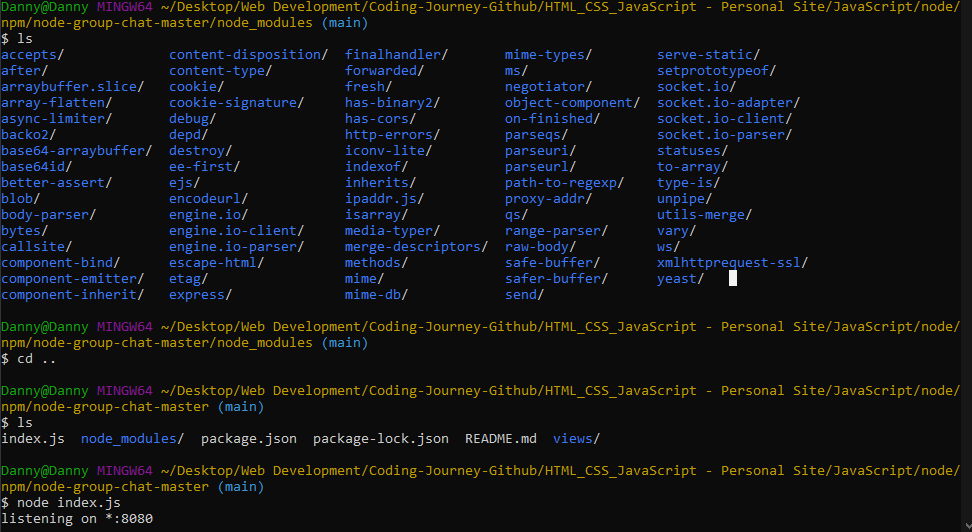 Danny@Danny MINGW64 ~/Desktop/Web Development/Coding-Journey-Github/HTML_CSS_JavaScript - Personal Site/JavaScript/node/
npm/node-group-chat-master/node_modules (main)
$ ls
accepts/ content-disposition/ finalhandler/ mime-types/ serve-static/
after/ content-type/ forwarded/ ms/ setprototypeof/
arraybuffer.slice/ cookie/ fresh/ negotiator/ socket.io/
array-flatten/ cookie-signature/ has-binary2/ object-component/ socket.io-adapter/
async-limiter/ debug/ has-cors/ on-finished/ socket.io-client/
backo2/ depd/ http-errors/ parseqs/ socket.io-parser/
base64-arraybuffer/ destroy/ iconv-lite/ parseuri/ statuses/
base64id/ ee-first/ indexof/ parseurl/ to-array/
better-assert/ ejs/ inherits/ path-to-regexp/ type-is/
blob/ encodeurl/ ipaddr.js/ proxy-addr/ unpipe/
body-parser/ engine.io/ isarray/ qs/ utils-merge/
bytes/ engine.io-client/ media-typer/ range-parser/ vary/
callsite/ engine.io-parser/ merge-descriptors/ raw-body/ ws/
component-bind/ escape-html/ methods/ safe-buffer/ xmlhttprequest-ssl/
component-emitter/ etag/ mime/ safer-buffer/ yeast/
component-inherit/ express/ mime-db/ send/
Danny@Danny MINGW64 ~/Desktop/Web Development/Coding-Journey-Github/HTML_CSS_JavaScript - Personal Site/JavaScript/node/
npm/node-group-chat-master/node_modules (main)
$ cd ..
Danny@Danny MINGW64 ~/Desktop/Web Development/Coding-Journey-Github/HTML_CSS_JavaScript - Personal Site/JavaScript/node/
npm/node-group-chat-master (main)
$ ls
index.js node_modules/ package.json package-lock.json README.md views/
Danny@Danny MINGW64 ~/Desktop/Web Development/Coding-Journey-Github/HTML_CSS_JavaScript - Personal Site/JavaScript/node/
npm/node-group-chat-master (main)
$ node index.js
listening on *:8080